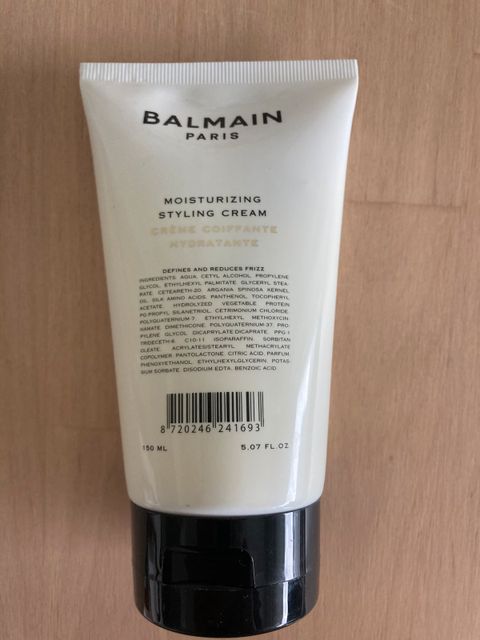 BALMAIN
PARIS
MOISTURIZING
STYLING CREAM
CRÈME COIFFANTE
HYDRATANTE
DEFINES AND REDUCES FRIZZ
INGREDIENTS: AQUA, CETYL ALCOHOL, PROPYLENE
GLYCOL, ETHYLHEXYL PALMITATE, GLYCERYL STEA-
RATE, CETEARETH-20, ARGANIA SPINOSA KERNEL
OIL, SILK AMINO ACIDS, PANTHENOL, TOCOPHERYL
ACETATE, HYDROLYZED VEGETABLE PROTEIN
PG-PROPYL SILANETRIOL, CETRIMONIUM CHLORIDE,
POLYQUATERNIUM-7, ETHYLHEXYL METHOXYCIN
NAMATE, DIMETHICONE, POLYQUATERNIUM-37, PRO-
PYLENE GLYCOL DICAPRYLATE DICAPRATE, PPG-1
TRIDECETH-6, C10-11 ISOPARAFFIN, SORBITAN
OLEATE, ACRYLATES/STEARYL METHACRYLATE
COPOLYMER, PANTOLACTONE, CITRIC ACID, PARFUM,
PHENOXYETHANOL, ETHYLHEXYLGLYCERIN, POTAS-
SIUM SORBATE, DISODIUM EDTA, BENZOIC ACID
8 720246 241693
150 ML 5.07 FL.OZ